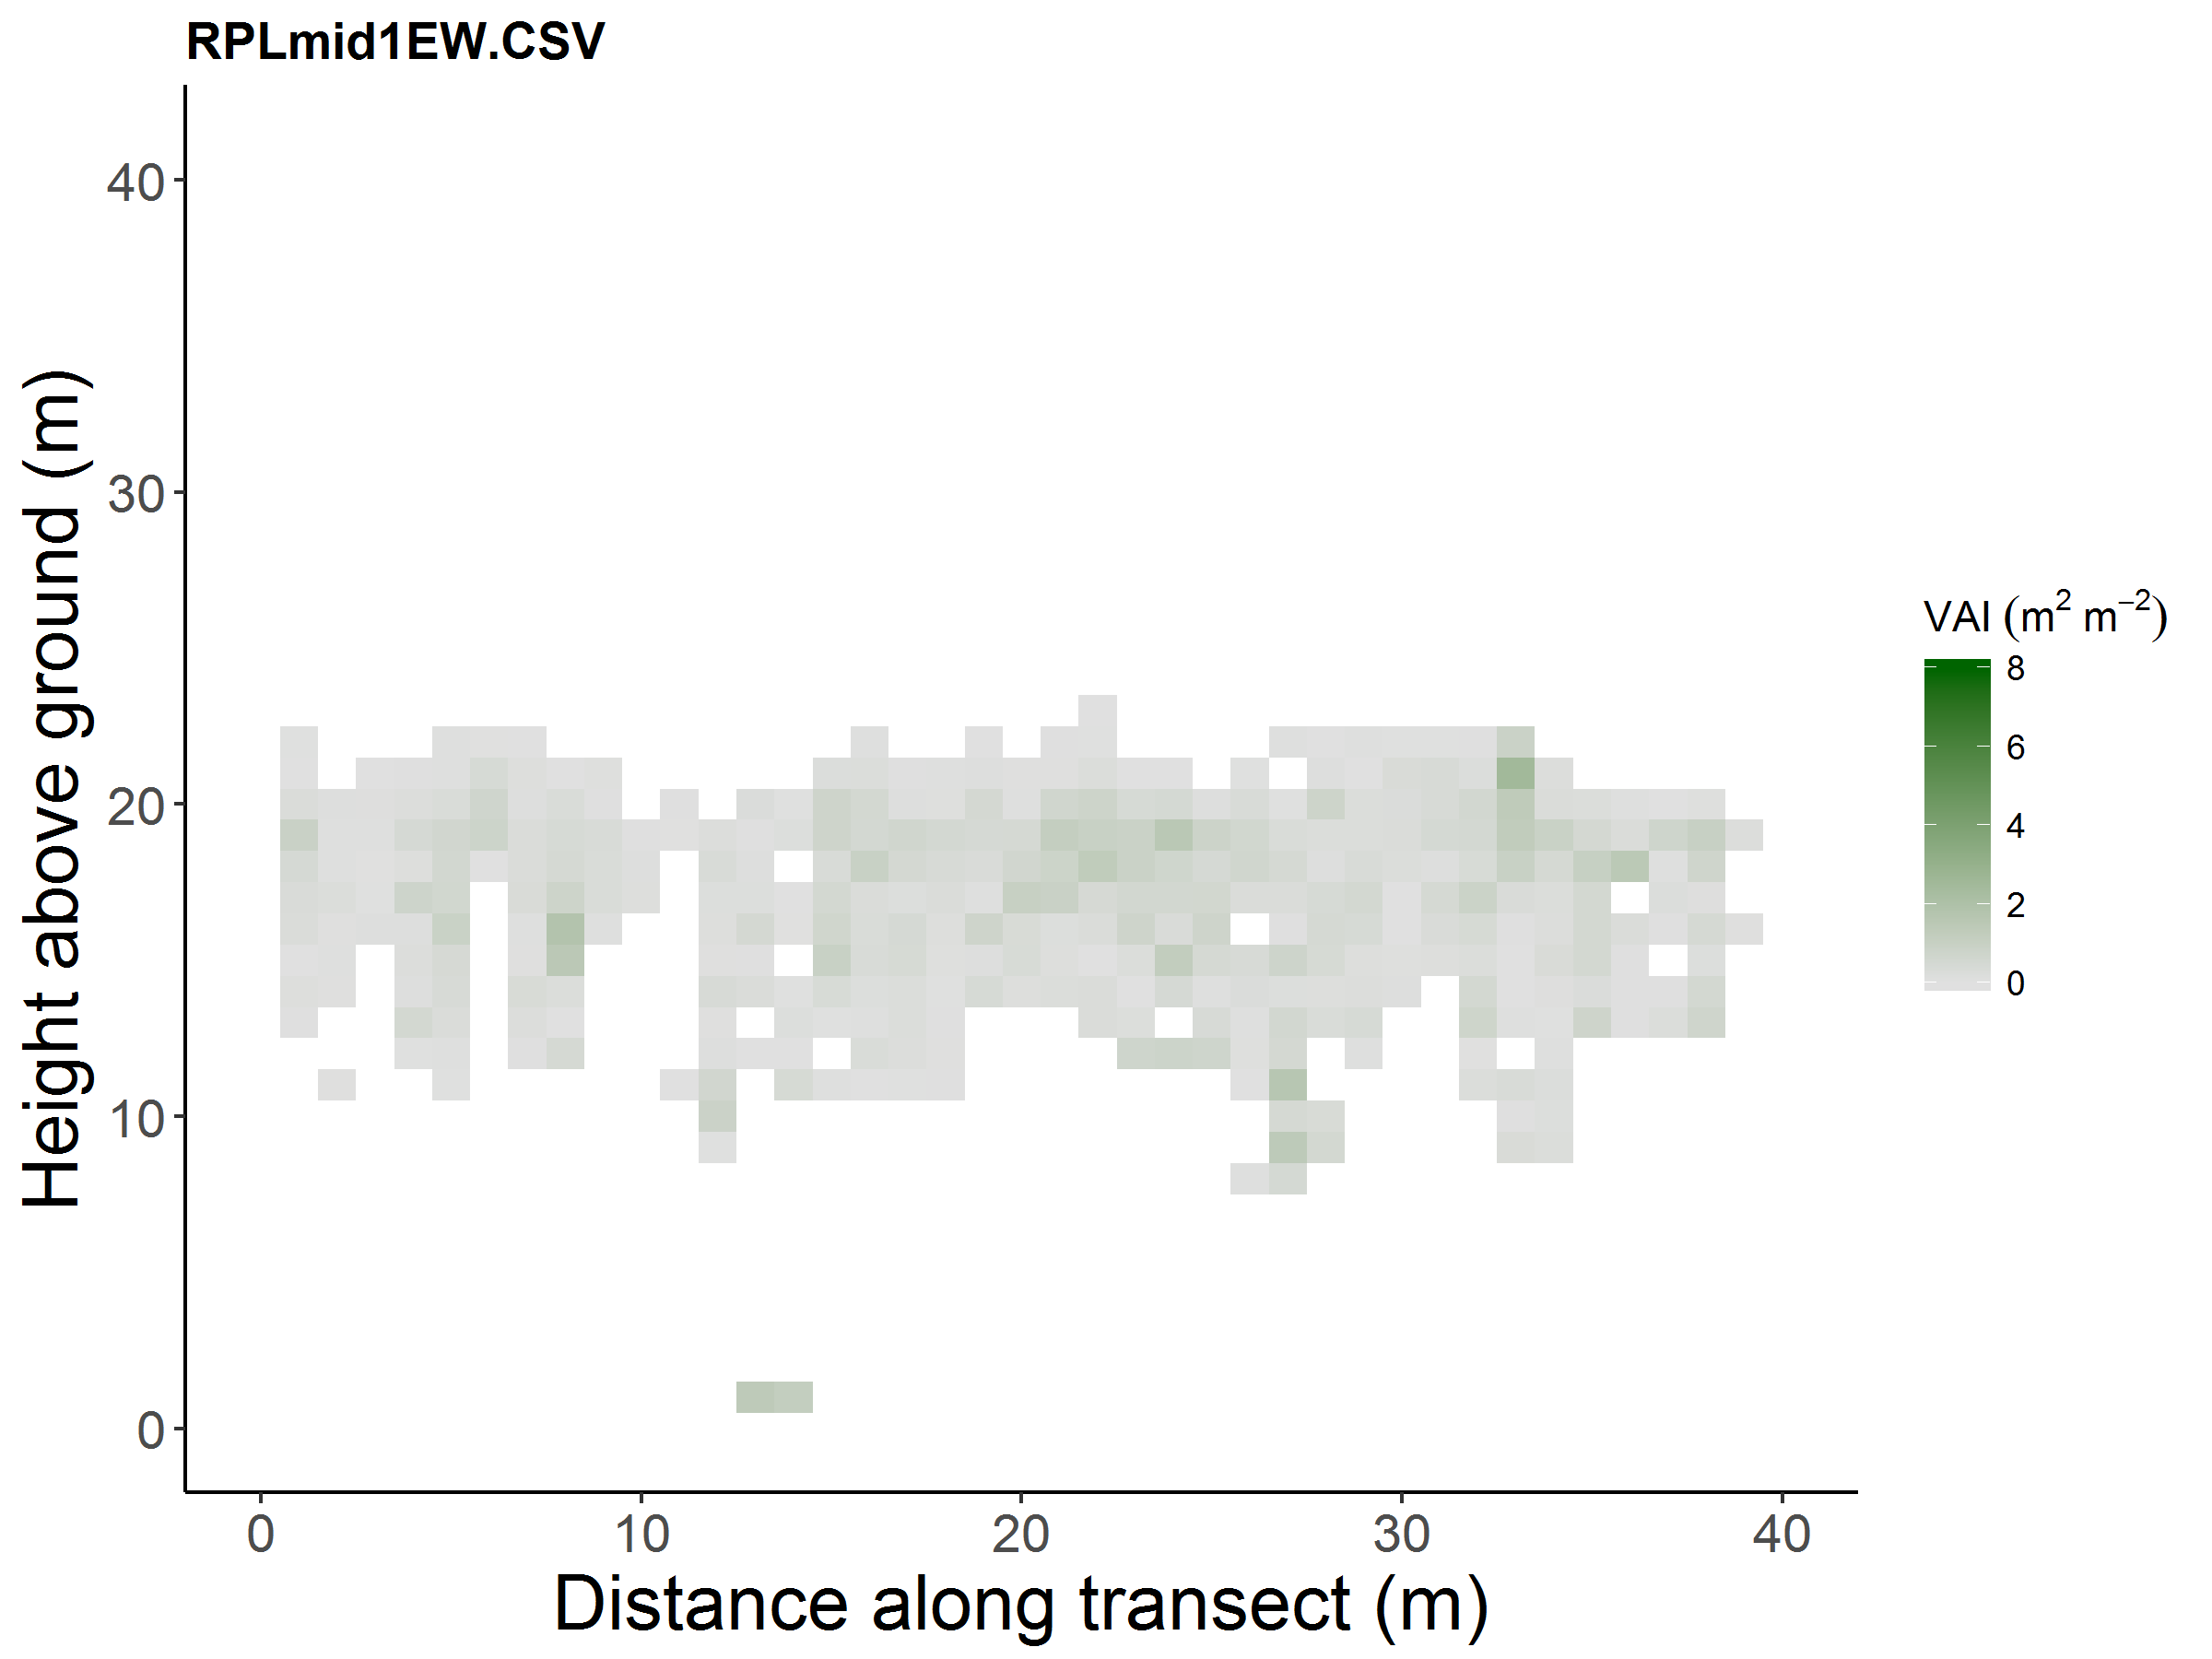 RPLmid1EW.CSV
Height above ground (m)
40
30
20
10
0
0 10 20 30 40
Distance along transect (m)
VAI (m² m⁻²)
8
6
4
2
0